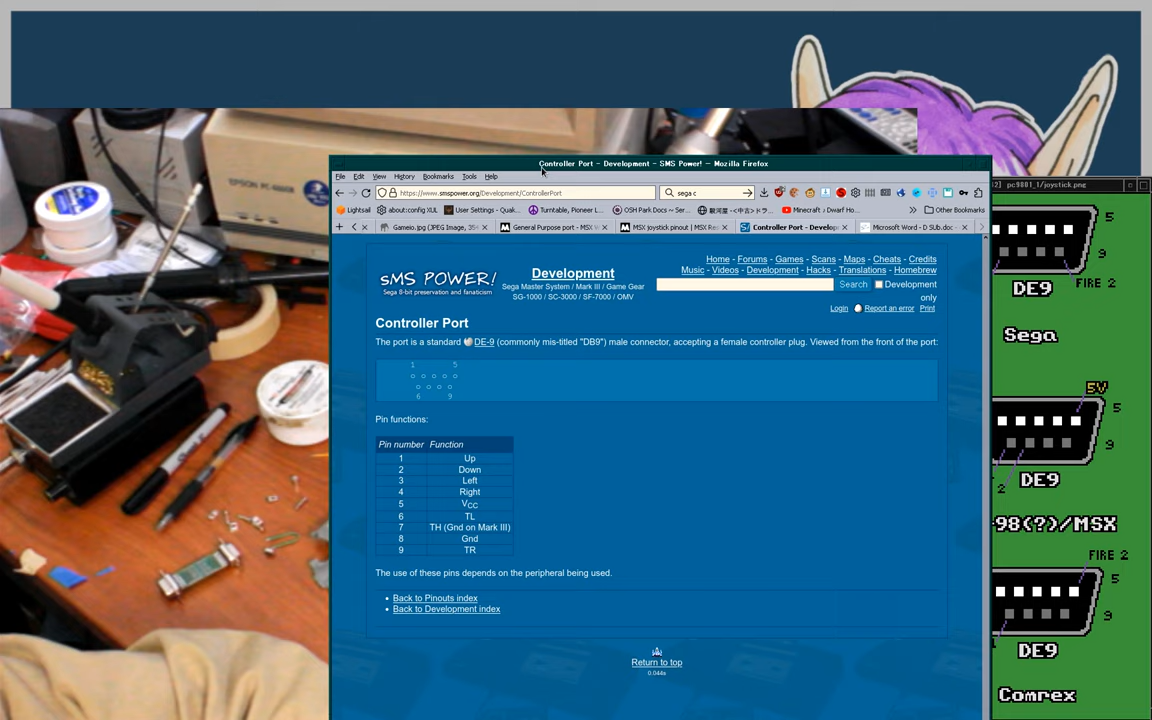 EPSON PC-486GR
Controller Port - Development - SMS Power! — Mozilla Firefox
File Edit View History Bookmarks Tools Help
https://www.smspower.org/Development/ControllerPort
sega c
Lightsail about:config XUL User Settings - Quak... Turntable, Pioneer L... OSH Park Docs ~ Ser... Minecraft › Dwarf Ho... Other Bookmarks
Gameio.jpg (JPEG Image, 35 General Purpose port - MSX W MSX joystick pinout | MSX Re Controller Port - Develop Microsoft Word - D SUb.doc -
SMS POWER!
Sega 8-bit preservation and fanaticism
Development
Sega Master System / Mark III / Game Gear
SG-1000 / SC-3000 / SF-7000 / OMV
Home - Forums - Games - Scans - Maps - Cheats - Credits
Music - Videos - Development - Hacks - Translations - Homebrew
Search Development only
Login Report an error Print
Controller Port
The port is a standard DE-9 (commonly mis-titled "DB9") male connector, accepting a female controller plug. Viewed from the front of the port:
1 5
o o o o o
o o o o
6 9
Pin functions:
Pin number Function
1 Up
2 Down
3 Left
4 Right
5 VCC
6 TL
7 TH (Gnd on Mark III)
8 Gnd
9 TR
The use of these pins depends on the peripheral being used.
• Back to Pinouts index
• Back to Development index
Return to top
0.044s
2] pc9801_1/joystick.png
5
9
DE9
FIRE 2
Sega
5V
5
9
2
DE9
-98(?)/MSX
FIRE 2
5
9
DE9
Comrex